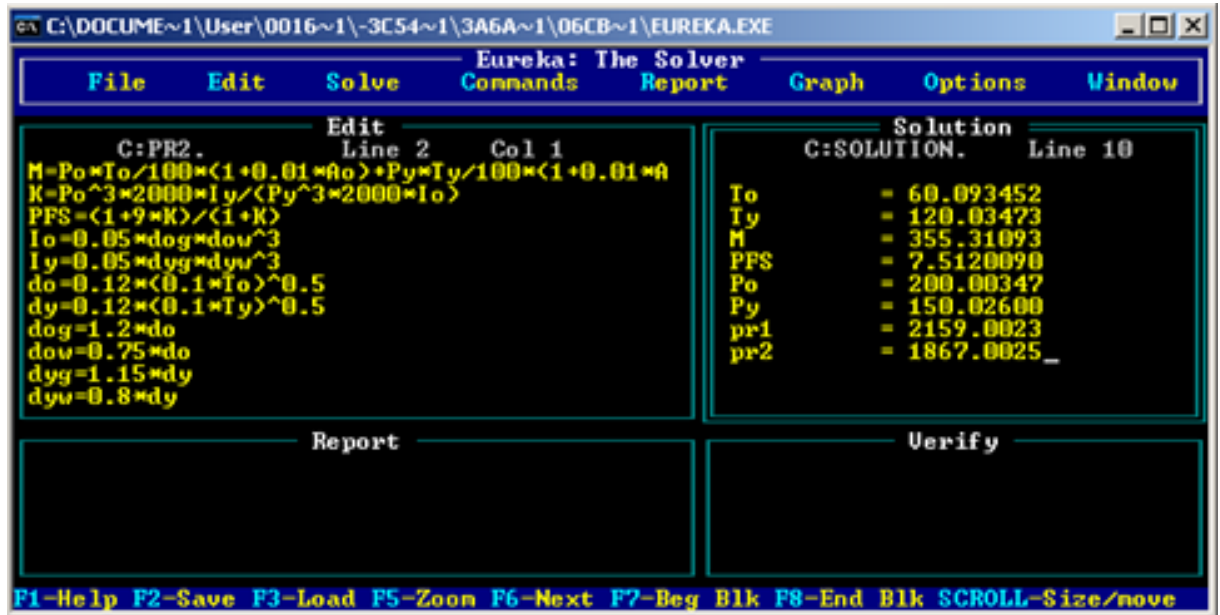 C:\DOCUME~1\User\0016~1\-3C54~1\3A6A~1\06CB~1\EUREKA.EXE
Eureka: The Solver
File Edit Solve Commands Report Graph Options Window
Edit
C:PR2. Line 2 Col 1
M=Po*To/100*(1+0.01*Ao)+Py*Ty/100*(1+0.01*A
K=Po^3*2000*Iy/(Py^3*2000*Io)
PFS=(1+9*K)/(1+K)
Io=0.05*dog*dow^3
Iy=0.05*dyg*dyw^3
do=0.12*(0.1*To)^0.5
dy=0.12*(0.1*Ty)^0.5
dog=1.2*do
dow=0.75*do
dyg=1.15*dy
dyw=0.8*dy
Solution
C:SOLUTION. Line 10
To = 60.093452
Ty = 120.03473
M = 355.31093
PFS = 7.5120090
Po = 200.00347
Py = 150.02600
pr1 = 2159.0023
pr2 = 1867.0025_
Report
Verify
F1-Help F2-Save F3-Load F5-Zoom F6-Next F7-Beg Blk F8-End Blk SCROLL-Size/move